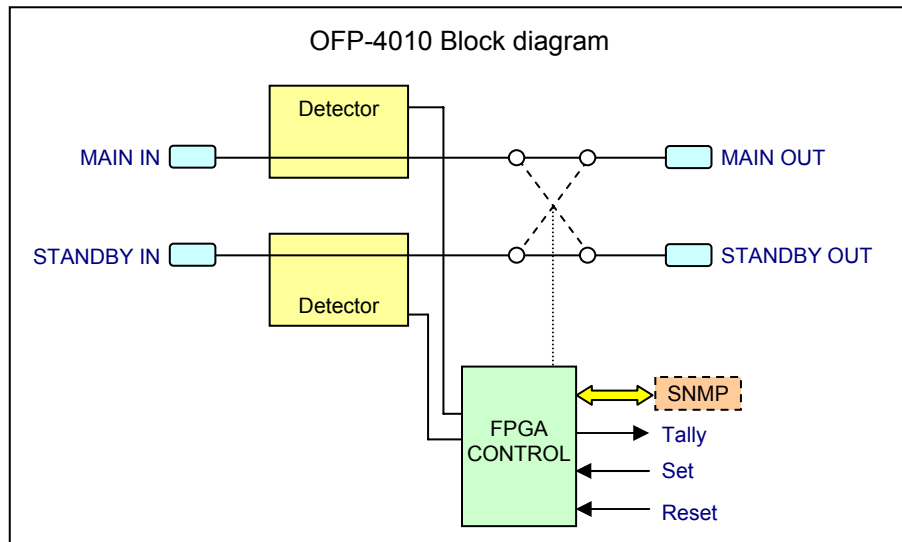 OFP-4010 Block diagram
Detector
MAIN IN
MAIN OUT
STANDBY IN
STANDBY OUT
Detector
SNMP
FPGA
CONTROL
Tally
Set
Reset